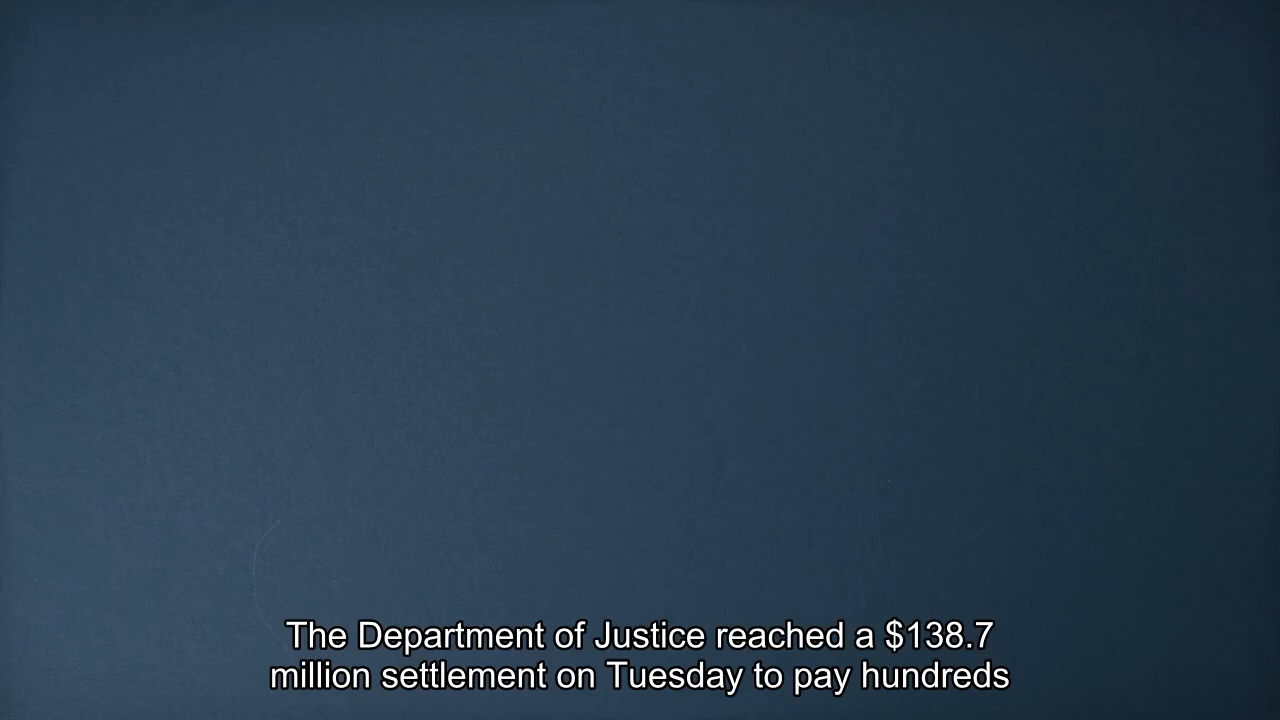 The Department of Justice reached a $138.7
million settlement on Tuesday to pay hundreds